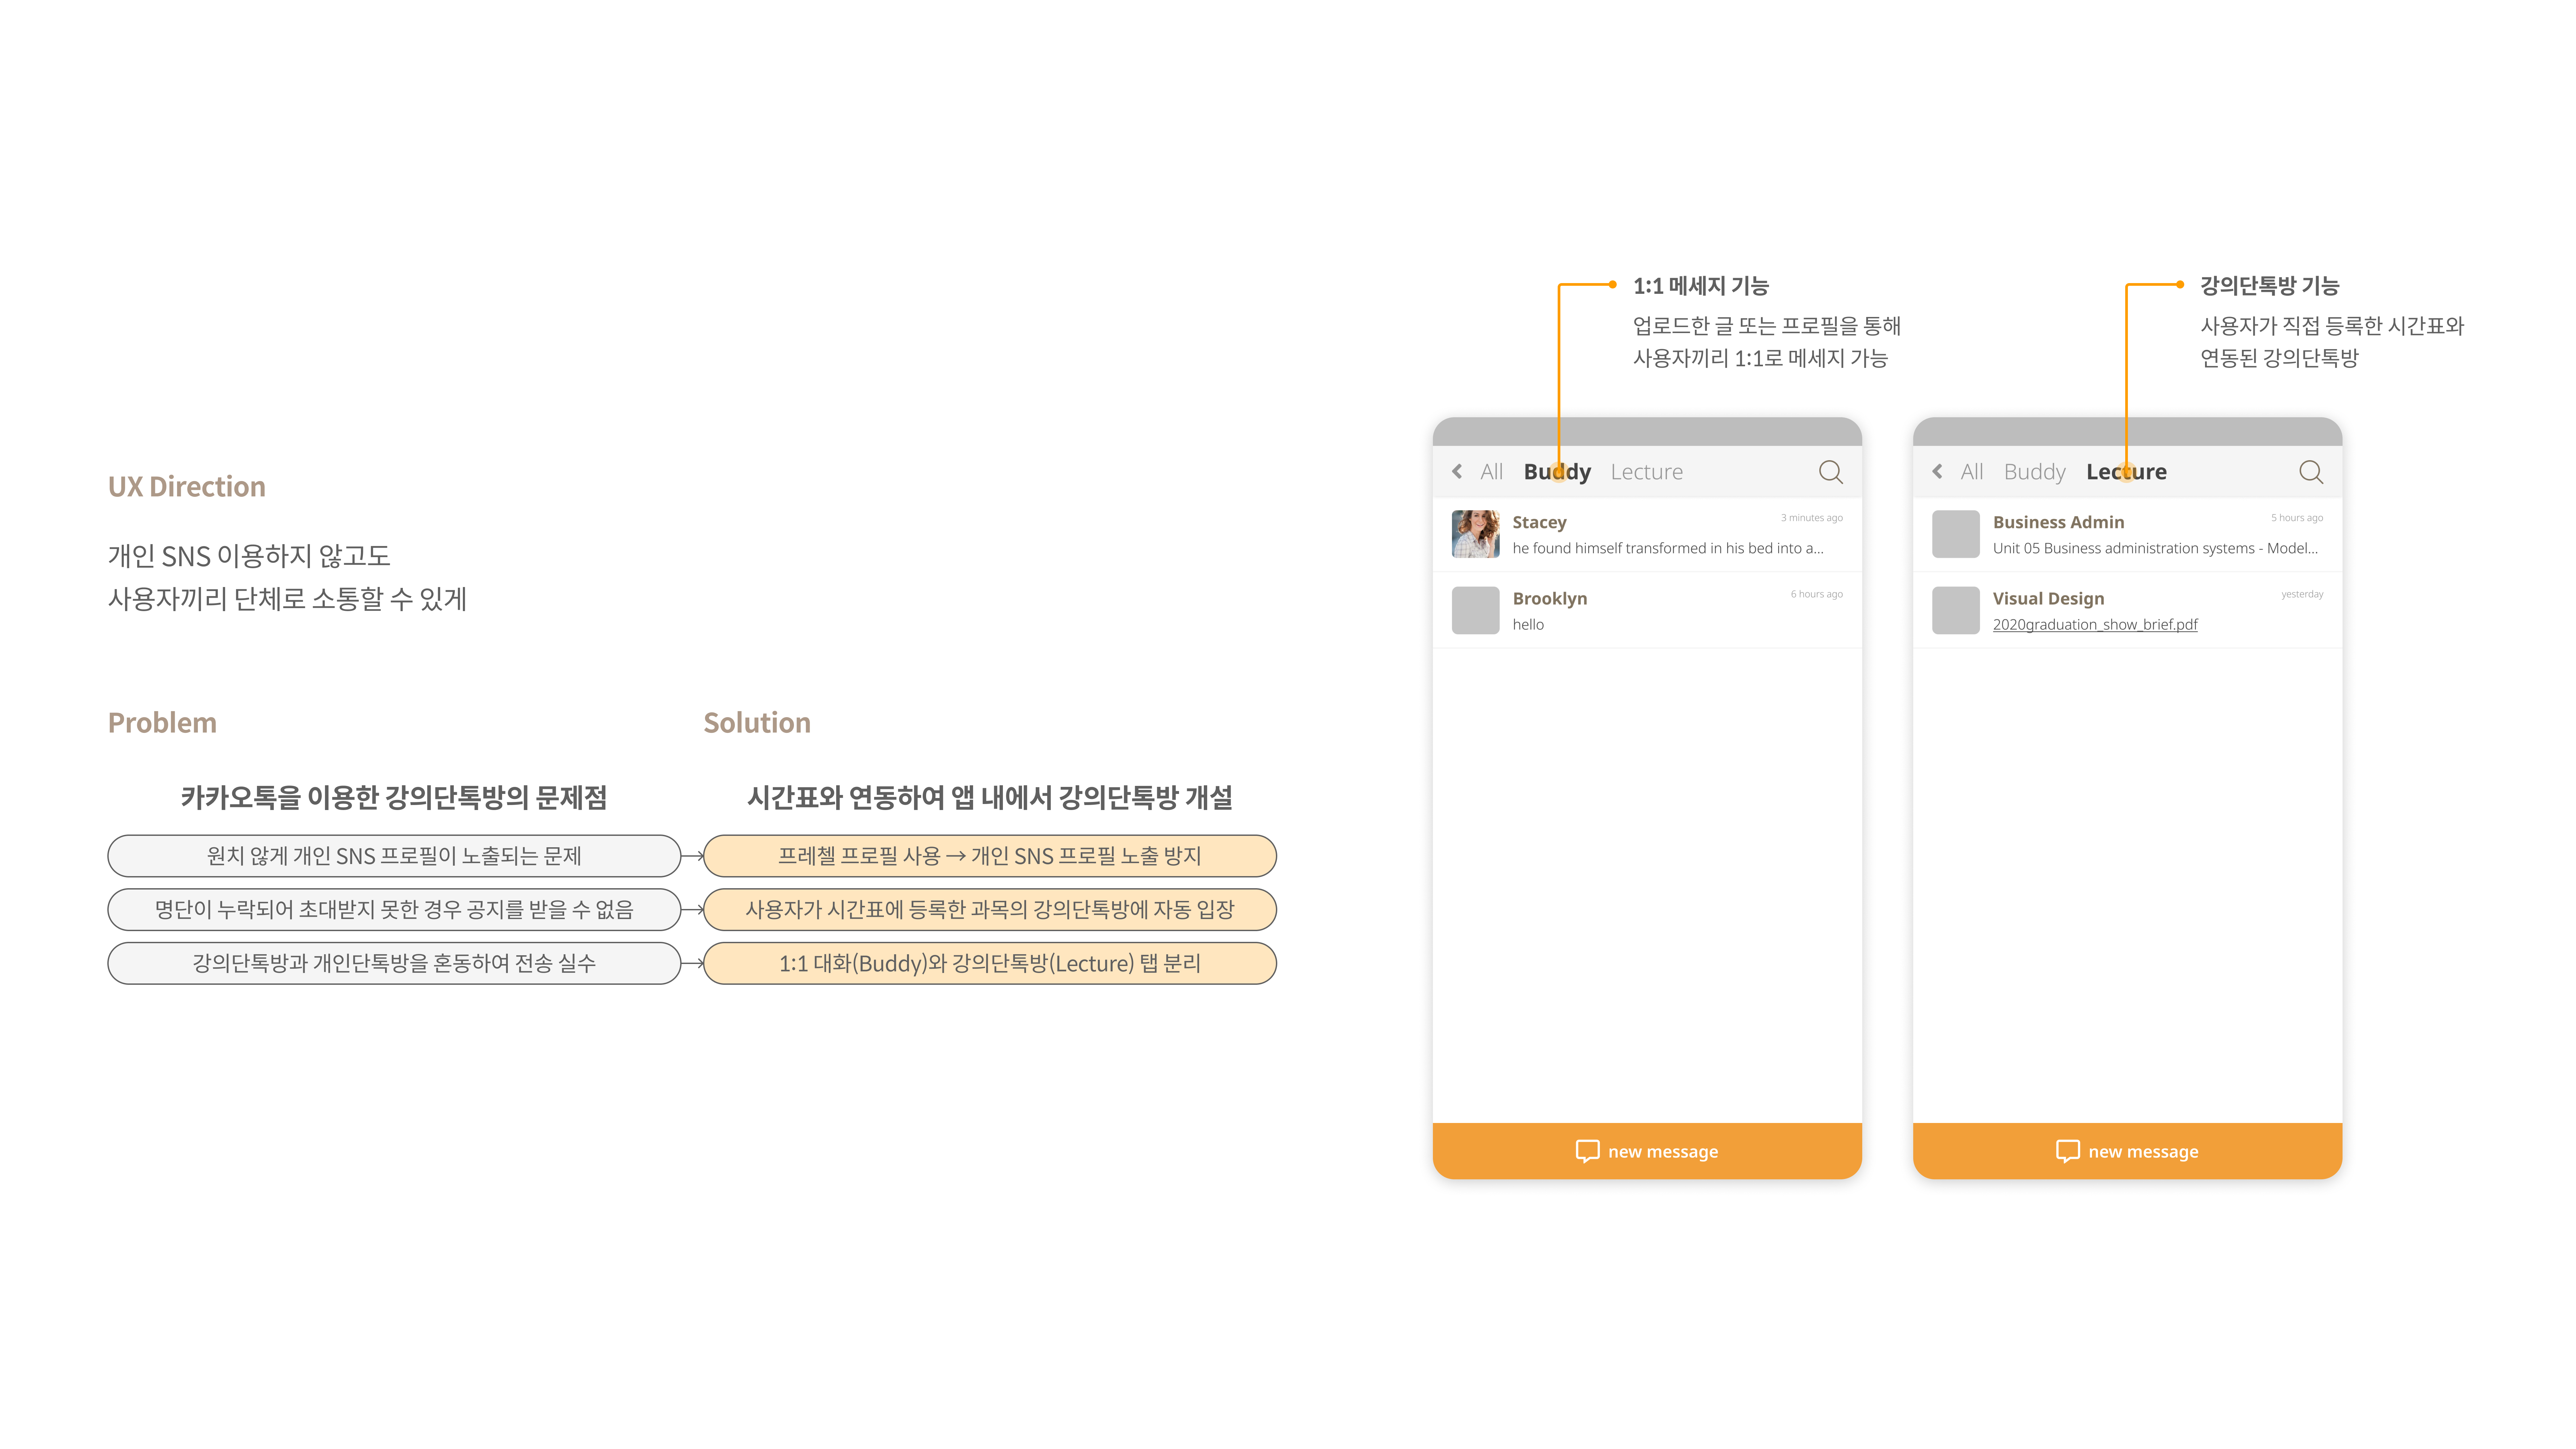 UX Direction
개인 SNS 이용하지 않고도
사용자끼리 단체로 소통할 수 있게
Problem
카카오톡을 이용한 강의단톡방의 문제점
원치 않게 개인 SNS 프로필이 노출되는 문제
명단이 누락되어 초대받지 못한 경우 공지를 받을 수 없음
강의단톡방과 개인단톡방을 혼동하여 전송 실수
Solution
시간표와 연동하여 앱 내에서 강의단톡방 개설
프레첼 프로필 사용 → 개인 SNS 프로필 노출 방지
사용자가 시간표에 등록한 과목의 강의단톡방에 자동 입장
1:1 대화(Buddy)와 강의단톡방(Lecture) 탭 분리
1:1 메세지 기능
업로드한 글 또는 프로필을 통해
사용자끼리 1:1로 메세지 가능
All Buddy Lecture
Stacey 3 minutes ago
he found himself transformed in his bed into a...
Brooklyn 6 hours ago
hello
new message
강의단톡방 기능
사용자가 직접 등록한 시간표와
연동된 강의단톡방
All Buddy Lecture
Business Admin 5 hours ago
Unit 05 Business administration systems - Model...
Visual Design yesterday
2020graduation_show_brief.pdf
new message